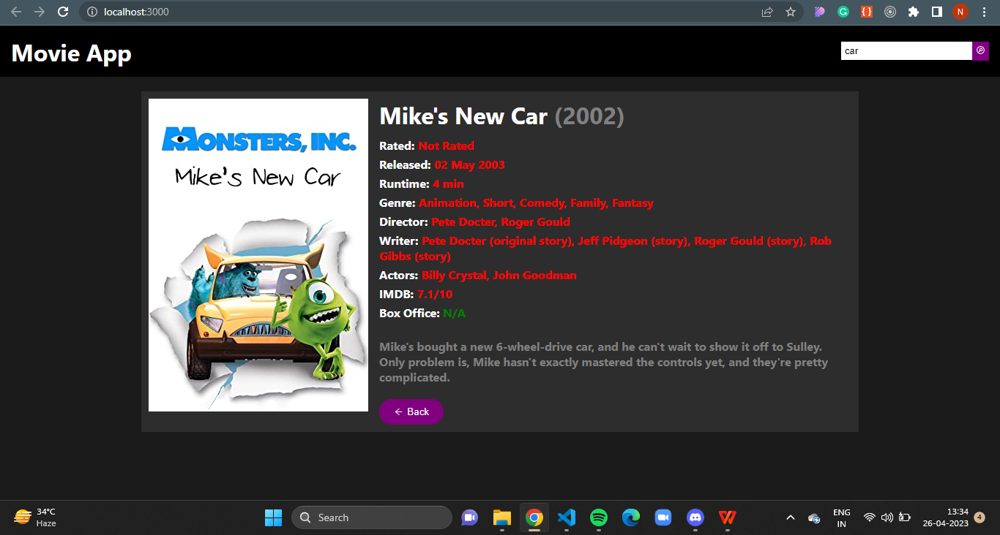 localhost:3000
N
Movie App
car
MONSTERS, INC.
Mike's New Car
Mike's New Car (2002)
Rated: Not Rated
Released: 02 May 2003
Runtime: 4 min
Genre: Animation, Short, Comedy, Family, Fantasy
Director: Pete Docter, Roger Gould
Writer: Pete Docter (original story), Jeff Pidgeon (story), Roger Gould (story), Rob
Gibbs (story)
Actors: Billy Crystal, John Goodman
IMDB: 7.1/10
Box Office: N/A
Mike's bought a new 6-wheel-drive car, and he can't wait to show it off to Sulley.
Only problem is, Mike hasn't exactly mastered the controls yet, and they're pretty
complicated.
← Back
34°C
Haze
Search
ENG
IN
13:34
26-04-2023
4